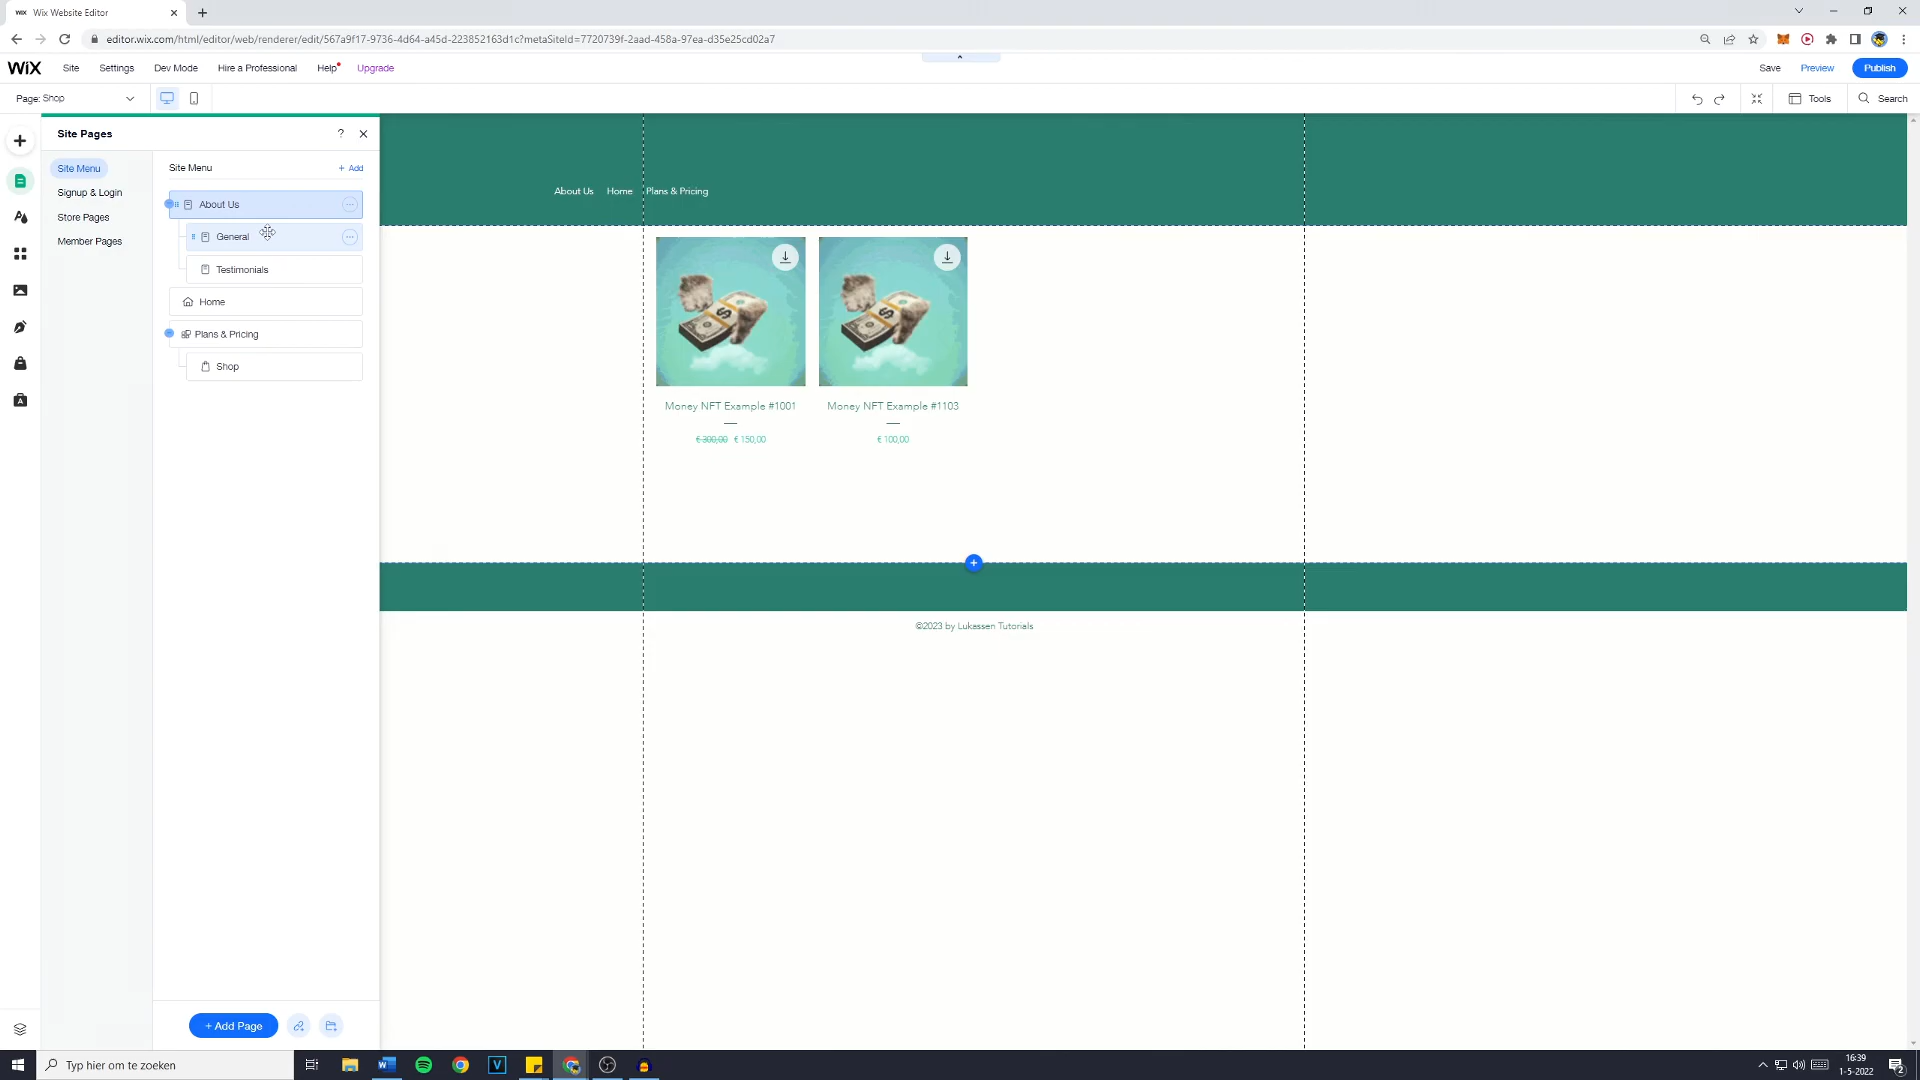 Wix Website Editor
editor.wix.com/html/editor/web/renderer/edit/567a9f17-9736-4d64-a45d-223852163d1c?metaSiteId=7720739f-2aad-458a-97ea-d35e25cd02a7
WiX Site Settings Dev Mode Hire a Professional Help Upgrade Save Preview Publish
Page: Shop Tools Search
Site Pages ?
Site Menu
Signup & Login
Store Pages
Member Pages
Site Menu + Add
About Us
General
Testimonials
Home
Plans & Pricing
Shop
+ Add Page
About Us Home Plans & Pricing
Money NFT Example #1001
€ 300,00 € 150,00
Money NFT Example #1103
€ 100,00
©2023 by Lukassen Tutorials
Typ hier om te zoeken
16:39
1-5-2022
2